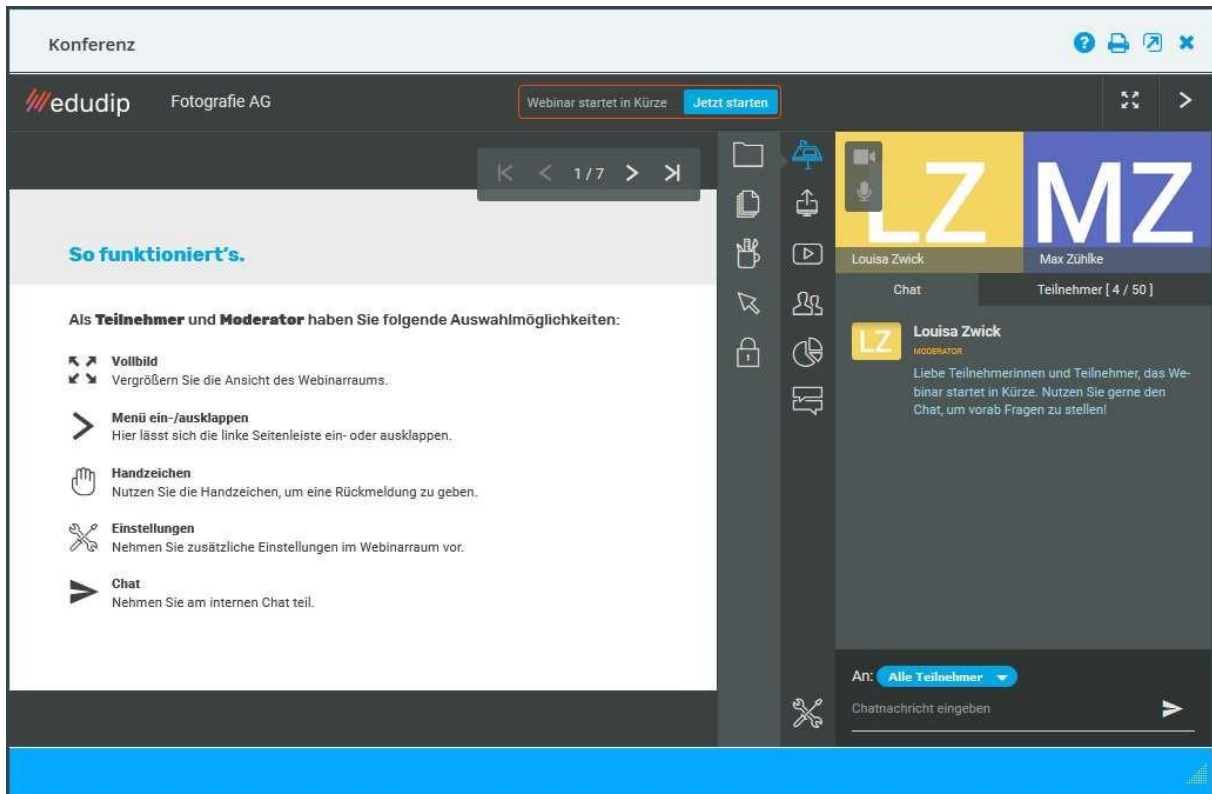 Konferenz
edudip
Fotografie AG
Webinar startet in Kürze
Jetzt starten
1 / 7
So funktioniert's.
Als Teilnehmer und Moderator haben Sie folgende Auswahlmöglichkeiten:
Vollbild
Vergrößern Sie die Ansicht des Webinarraums.
Menü ein-/ausklappen
Hier lässt sich die linke Seitenleiste ein- oder ausklappen.
Handzeichen
Nutzen Sie die Handzeichen, um eine Rückmeldung zu geben.
Einstellungen
Nehmen Sie zusätzliche Einstellungen im Webinarraum vor.
Chat
Nehmen Sie am internen Chat teil.
LZ
MZ
Louisa Zwick
Max Zühlke
Chat
Teilnehmer [ 4 / 50 ]
LZ
Louisa Zwick
MODERATOR
Liebe Teilnehmerinnen und Teilnehmer, das We-
binar startet in Kürze. Nutzen Sie gerne den
Chat, um vorab Fragen zu stellen!
An: Alle Teilnehmer
Chatnachricht eingeben